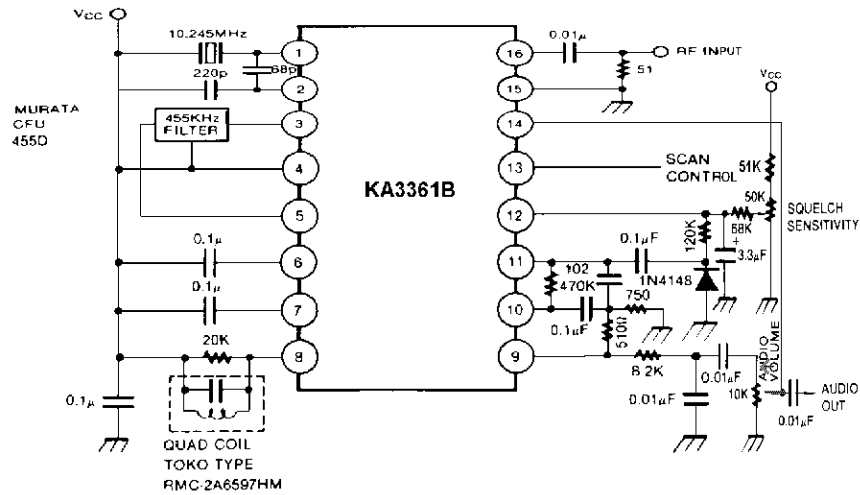 VCC
10.245MHz
68p
220p
MURATA
CFU
455D
455KHz
FILTER
0.1μ
0.1μ
20K
0.1μ
QUAD COIL
TOKO TYPE
RMC-2A6597HM
1
2
3
4
5
6
7
8
KA3361B
16
15
14
13
12
11
10
9
0.01μ
RF INPUT
51
VCC
SCAN
CONTROL
51K
50K
SQUELCH
SENSITIVITY
68K
+
3.3μF
120K
0.1μF
1N4148
102
470K
750
0.1μF
510Ω
8.2K
0.01μF
0.01μF
AUDIO
VOLUME
10K
AUDIO
OUT
0.01μF